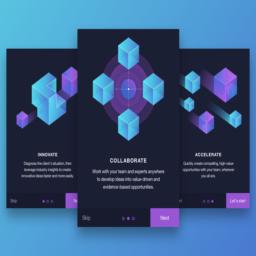 INNOVATE
Diagnose the client's situation, then
leverage industry insights to create
innovative ideas faster and more easily.
Skip
COLLABORATE
Work with your team and experts anywhere
to develop ideas into value-driven and
evidence-based opportunities.
Skip
Next
ACCELERATE
Quickly create compelling, high-value
opportunities with your team, wherever
you all are.
Let's start